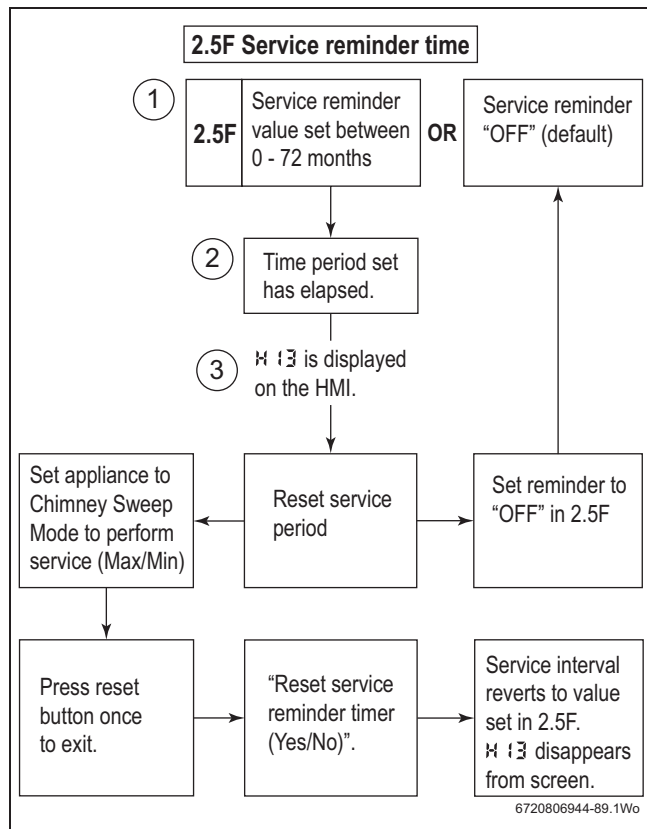 2.5F Service reminder time
1
2.5F
Service reminder
value set between
0 - 72 months
OR
Service reminder
“OFF” (default)
2
Time period set
has elapsed.
3
H13 is displayed
on the HMI.
Set appliance to
Chimney Sweep
Mode to perform
service (Max/Min)
Reset service
period
Set reminder to
“OFF” in 2.5F
Press reset
button once
to exit.
“Reset service
reminder timer
(Yes/No)”.
Service interval
reverts to value
set in 2.5F.
H13 disappears
from screen.
6720806944-89.1Wo